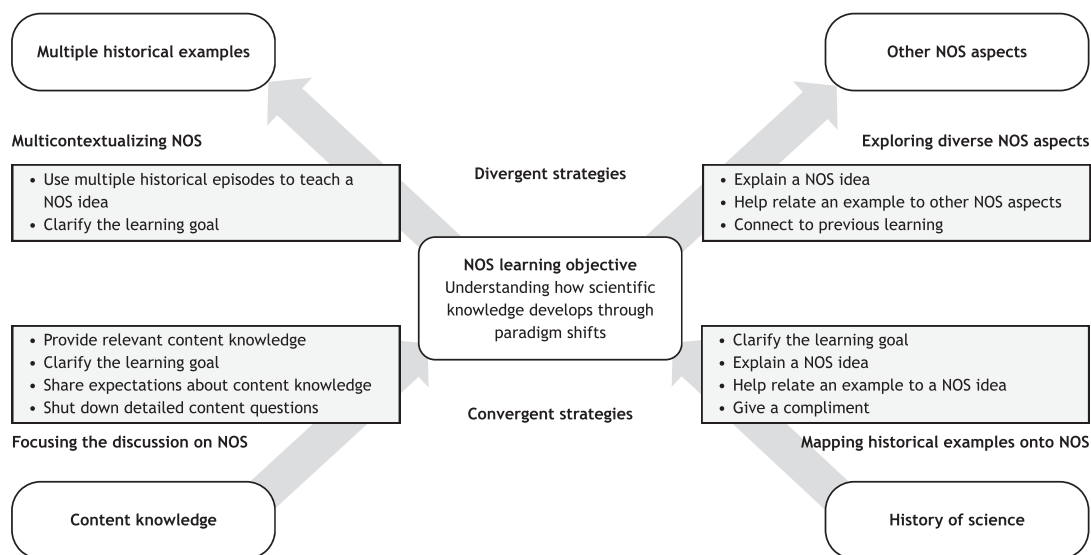 Multiple historical examples
Other NOS aspects
Multicontextualizing NOS
Exploring diverse NOS aspects
• Use multiple historical episodes to teach a
NOS idea
• Clarify the learning goal
Divergent strategies
• Explain a NOS idea
• Help relate an example to other NOS aspects
• Connect to previous learning
NOS learning objective
Understanding how scientific
knowledge develops through
paradigm shifts
• Provide relevant content knowledge
• Clarify the learning goal
• Share expectations about content knowledge
• Shut down detailed content questions
Convergent strategies
• Clarify the learning goal
• Explain a NOS idea
• Help relate an example to a NOS idea
• Give a compliment
Focusing the discussion on NOS
Mapping historical examples onto NOS
Content knowledge
History of science